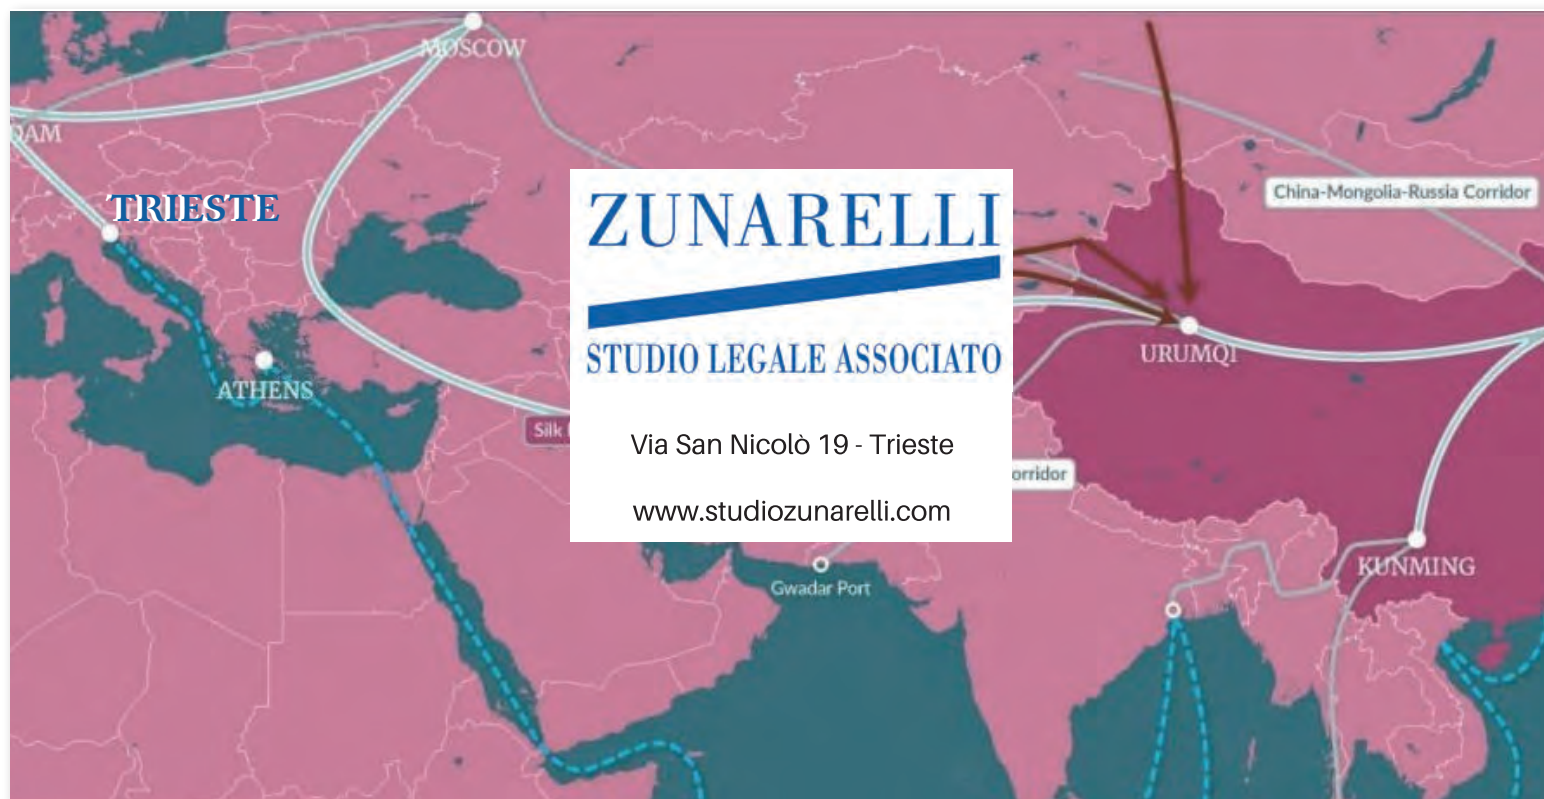 MOSCOW
DAM
TRIESTE
China-Mongolia-Russia Corridor
ZUNARELLI
STUDIO LEGALE ASSOCIATO
URUMQI
ATHENS
Silk
Via San Nicolò 19 - Trieste
orridor
www.studiozunarelli.com
KUNMING
Gwadar Port